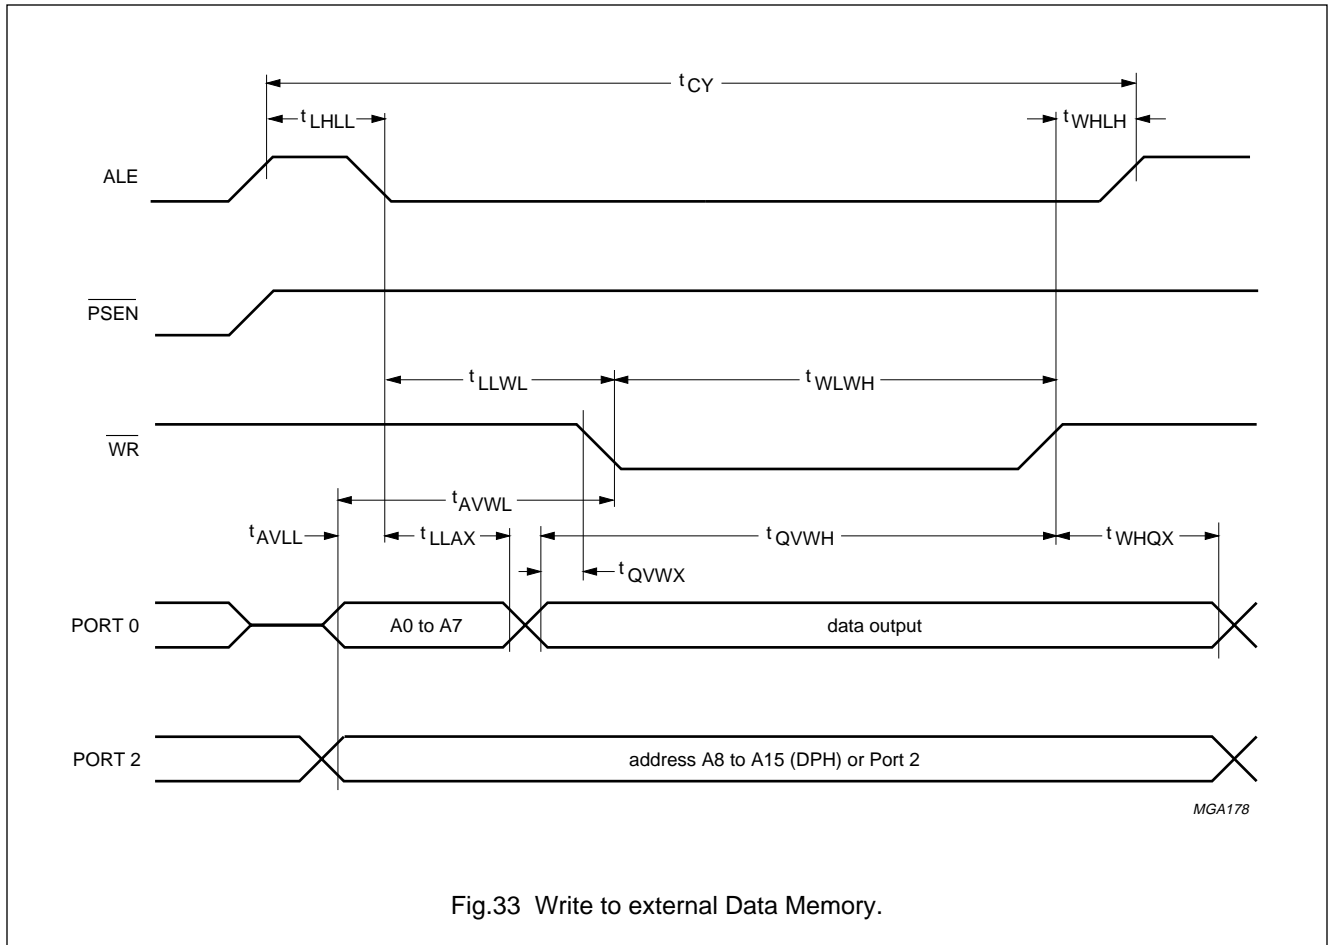 tCY
tLHLL
tWHLH
ALE
PSEN
tLLWL
tWLWH
WR
tAVWL
tAVLL
tLLAX
tQVWH
tWHQX
tQVWX
PORT 0
A0 to A7
data output
PORT 2
address A8 to A15 (DPH) or Port 2
MGA178
Fig.33 Write to external Data Memory.